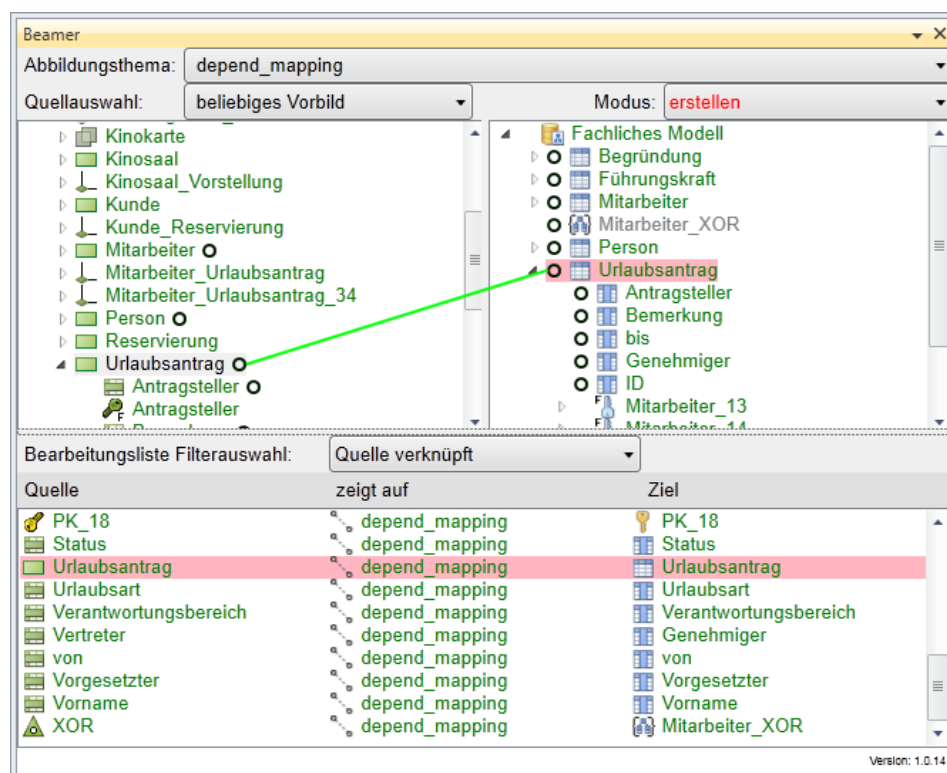 Beamer
Abbildungsthema: depend_mapping
Quellauswahl: beliebiges Vorbild Modus: erstellen
Kinokarte
Kinosaal
Kinosaal_Vorstellung
Kunde
Kunde_Reservierung
Mitarbeiter
Mitarbeiter_Urlaubsantrag
Mitarbeiter_Urlaubsantrag_34
Person
Reservierung
Urlaubsantrag
Antragsteller
Antragsteller
Fachliches Modell
Begründung
Führungskraft
Mitarbeiter
Mitarbeiter_XOR
Person
Urlaubsantrag
Antragsteller
Bemerkung
bis
Genehmiger
ID
Mitarbeiter_13
Mitarbeiter_14
Bearbeitungsliste Filterauswahl: Quelle verknüpft
Quelle zeigt auf Ziel
PK_18 depend_mapping PK_18
Status depend_mapping Status
Urlaubsantrag depend_mapping Urlaubsantrag
Urlaubsart depend_mapping Urlaubsart
Verantwortungsbereich depend_mapping Verantwortungsbereich
Vertreter depend_mapping Genehmiger
von depend_mapping von
Vorgesetzter depend_mapping Vorgesetzter
Vorname depend_mapping Vorname
XOR depend_mapping Mitarbeiter_XOR
Version: 1.0.14